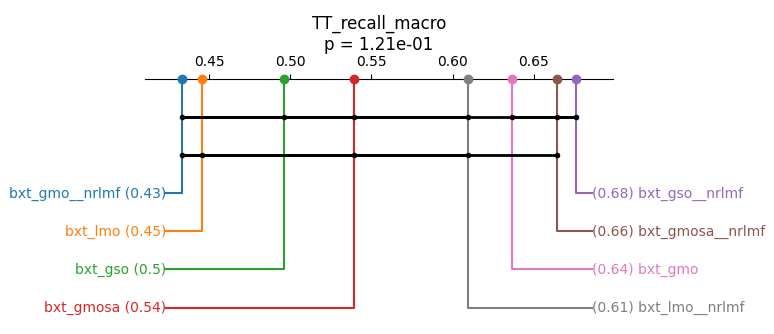 TT_recall_macro
p = 1.21e-01
0.45 0.50 0.55 0.60 0.65
bxt_gmo__nrlmf (0.43)
(0.68) bxt_gso__nrlmf
bxt_lmo (0.45)
(0.66) bxt_gmosa__nrlmf
bxt_gso (0.5)
(0.64) bxt_gmo
bxt_gmosa (0.54)
(0.61) bxt_lmo__nrlmf